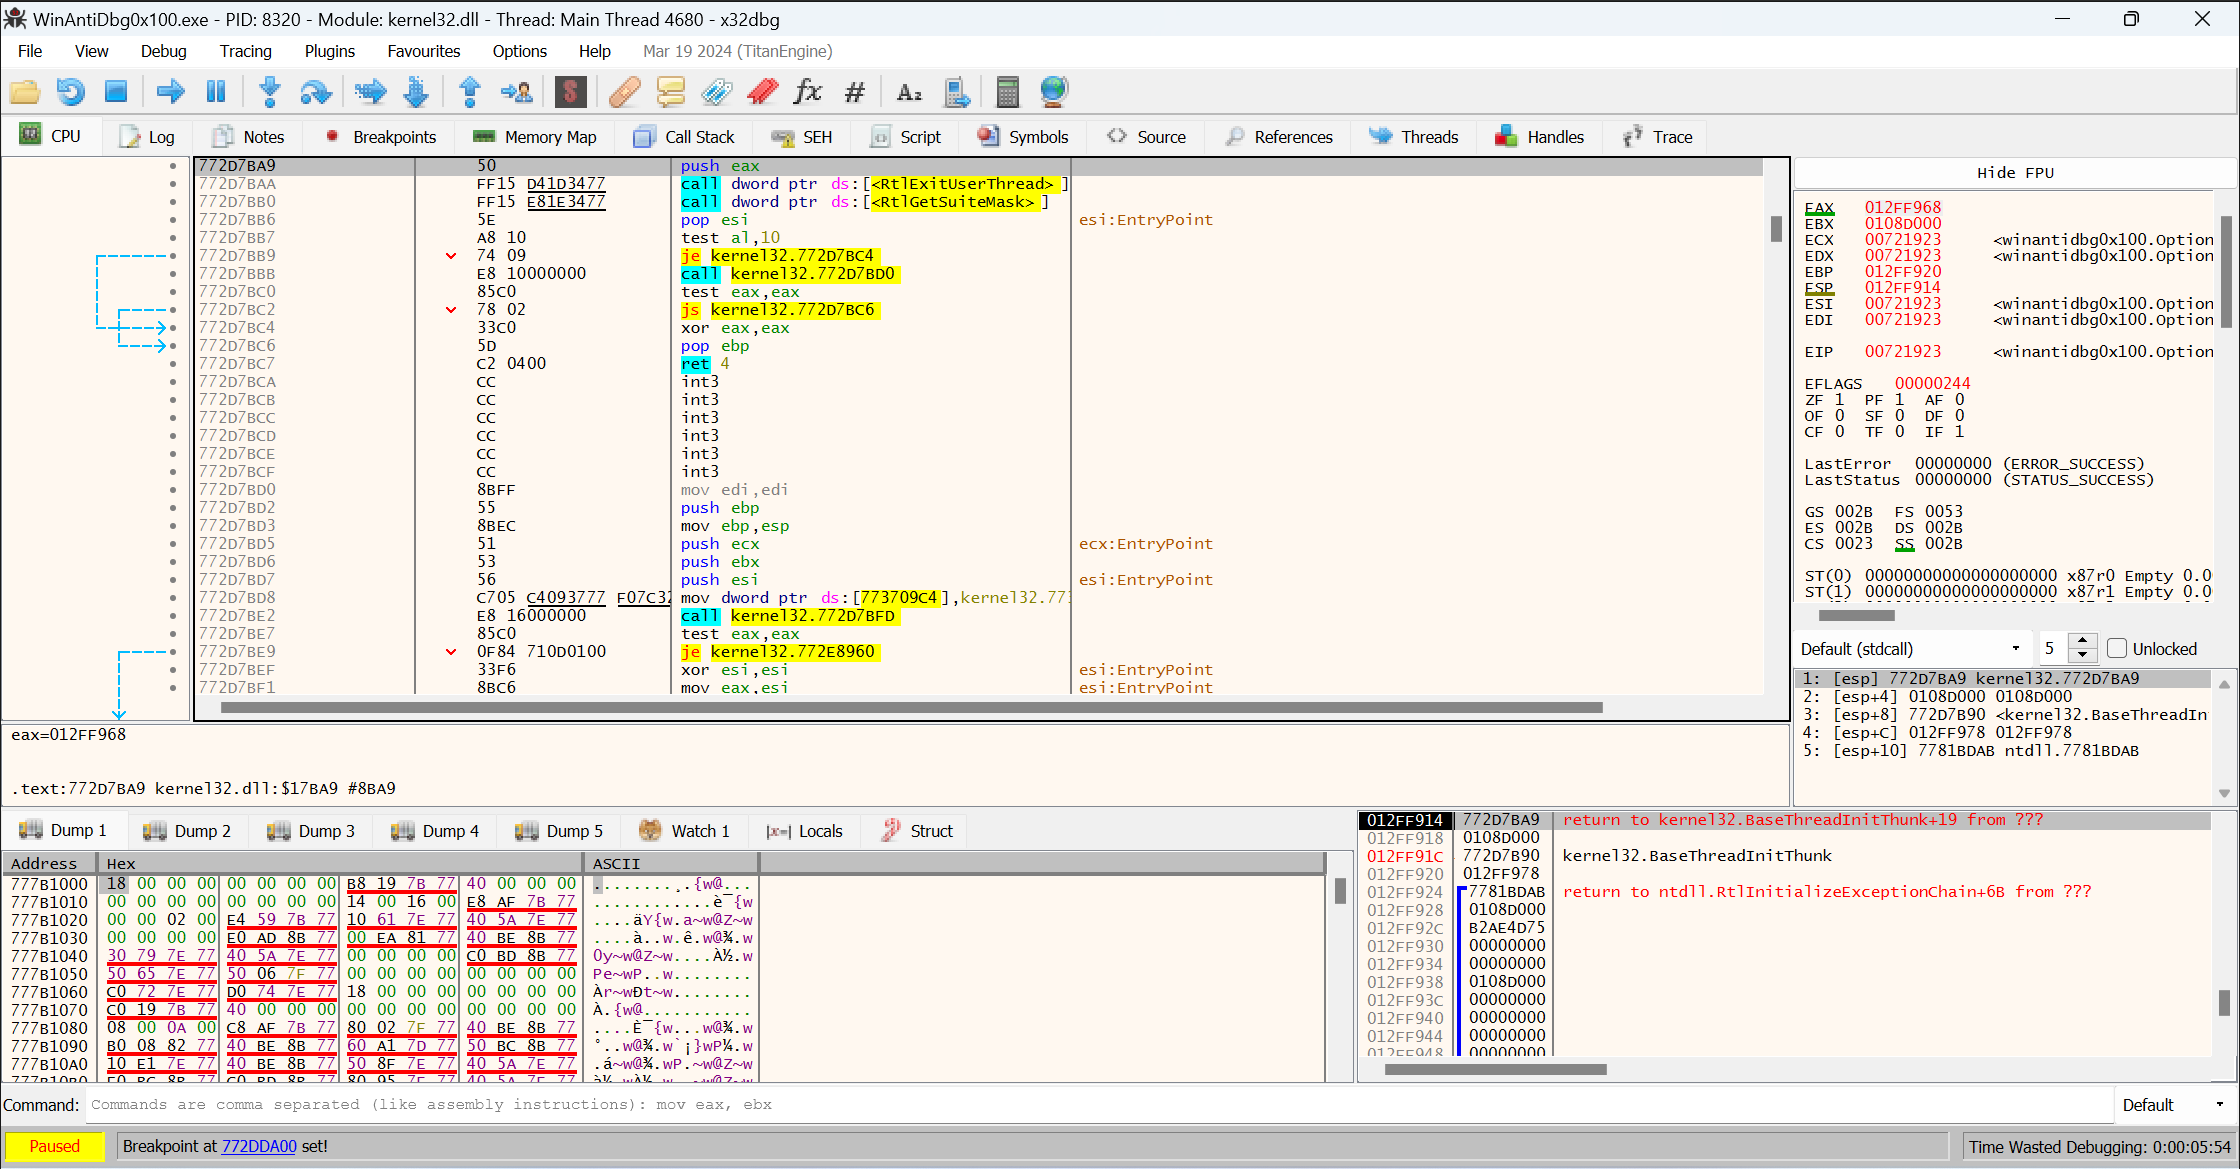 WinAntiDbg0x100.exe - PID: 8320 - Module: kernel32.dll - Thread: Main Thread 4680 - x32dbg
File View Debug Tracing Plugins Favourites Options Help Mar 19 2024 (TitanEngine)
CPU Log Notes Breakpoints Memory Map Call Stack SEH Script Symbols Source References Threads Handles Trace
772D7BA9 50 push eax
772D7BAA FF15 D41D3477 call dword ptr ds:[<RtlExitUserThread>]
772D7BB0 FF15 E81E3477 call dword ptr ds:[<RtlGetSuiteMask>]
772D7BB6 5E pop esi esi:EntryPoint
772D7BB7 A8 10 test al,10
772D7BB9 74 09 je kernel32.772D7BC4
772D7BBB E8 10000000 call kernel32.772D7BD0
772D7BC0 85C0 test eax,eax
772D7BC2 78 02 js kernel32.772D7BC6
772D7BC4 33C0 xor eax,eax
772D7BC6 5D pop ebp
772D7BC7 C2 0400 ret 4
772D7BCA CC int3
772D7BCB CC int3
772D7BCC CC int3
772D7BCD CC int3
772D7BCE CC int3
772D7BCF CC int3
772D7BD0 8BFF mov edi,edi
772D7BD2 55 push ebp
772D7BD3 8BEC mov ebp,esp
772D7BD5 51 push ecx ecx:EntryPoint
772D7BD6 53 push ebx
772D7BD7 56 push esi esi:EntryPoint
772D7BD8 C705 C4093777 F07C32 mov dword ptr ds:[773709C4],kernel32.773
772D7BE2 E8 16000000 call kernel32.772D7BFD
772D7BE7 85C0 test eax,eax
772D7BE9 0F84 710D0100 je kernel32.772E8960
772D7BEF 33F6 xor esi,esi esi:EntryPoint
772D7BF1 8BC6 mov eax,esi esi:EntryPoint
Hide FPU
EAX 012FF968
EBX 0108D000
ECX 00721923 <winantidbg0x100.Option
EDX 00721923 <winantidbg0x100.Option
EBP 012FF920
ESP 012FF914
ESI 00721923 <winantidbg0x100.Option
EDI 00721923 <winantidbg0x100.Option
EIP 00721923 <winantidbg0x100.Option
EFLAGS 00000244
ZF 1 PF 1 AF 0
OF 0 SF 0 DF 0
CF 0 TF 0 IF 1
LastError 00000000 (ERROR_SUCCESS)
LastStatus 00000000 (STATUS_SUCCESS)
GS 002B FS 0053
ES 002B DS 002B
CS 0023 SS 002B
ST(0) 00000000000000000000 x87r0 Empty 0.0
ST(1) 00000000000000000000 x87r1 Empty 0.0
Default (stdcall) 5 Unlocked
1: [esp] 772D7BA9 kernel32.772D7BA9
2: [esp+4] 0108D000 0108D000
3: [esp+8] 772D7B90 <kernel32.BaseThreadIn
4: [esp+C] 012FF978 012FF978
5: [esp+10] 7781BDAB ntdll.7781BDAB
eax=012FF968
.text:772D7BA9 kernel32.dll:$17BA9 #8BA9
Dump 1 Dump 2 Dump 3 Dump 4 Dump 5 Watch 1 Locals Struct
Address Hex ASCII
777B1000 18 00 00 00 00 00 00 00 B8 19 7B 77 40 00 00 00 ........¸.{w@...
777B1010 00 00 00 00 00 00 00 00 14 00 16 00 E8 AF 7B 77 ............è¯{w
777B1020 00 00 02 00 E4 59 7B 77 10 61 7E 77 40 5A 7E 77 ....äY{w.a~w@Z~w
777B1030 00 00 00 00 E0 AD 8B 77 00 EA 81 77 40 BE 8B 77 ....à..w.ê.w@¾.w
777B1040 30 79 7E 77 40 5A 7E 77 00 00 00 00 C0 BD 8B 77 0y~w@Z~w....À½.w
777B1050 50 65 7E 77 50 06 7F 77 00 00 00 00 00 00 00 00 Pe~wP..w........
777B1060 C0 72 7E 77 D0 74 7E 77 18 00 00 00 00 00 00 00 Àr~wÐt~w........
777B1070 C0 19 7B 77 40 00 00 00 00 00 00 00 00 00 00 00 À.{w@...........
777B1080 08 00 0A 00 C8 AF 7B 77 80 02 7F 77 40 BE 8B 77 ....È¯{w...w@¾.w
777B1090 B0 08 82 77 40 BE 8B 77 60 A1 7D 77 50 BC 8B 77 °..w@¾.w`¡}wP¼.w
777B10A0 10 E1 7E 77 40 BE 8B 77 50 8F 7E 77 40 5A 7E 77 .á~w@¾.wP.~w@Z~w
012FF914 772D7BA9 return to kernel32.BaseThreadInitThunk+19 from ???
012FF918 0108D000
012FF91C 772D7B90 kernel32.BaseThreadInitThunk
012FF920 012FF978
012FF924 7781BDAB return to ntdll.RtlInitializeExceptionChain+6B from ???
012FF928 0108D000
012FF92C B2AE4D75
012FF930 00000000
012FF934 00000000
012FF938 0108D000
012FF93C 00000000
012FF940 00000000
012FF944 00000000
012FF948 00000000
Command: Commands are comma separated (like assembly instructions): mov eax, ebx Default
Paused Breakpoint at 772DDA00 set! Time Wasted Debugging: 0:00:05:54